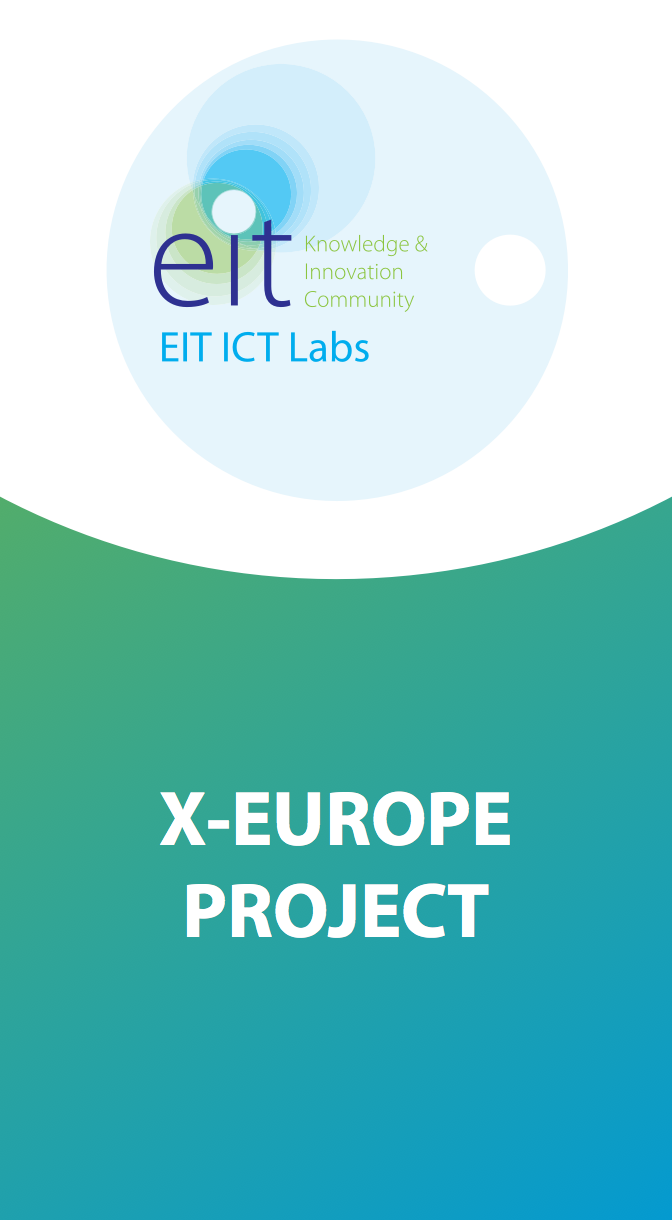 eit
Knowledge &
Innovation
Community
EIT ICT Labs
X-EUROPE
PROJECT